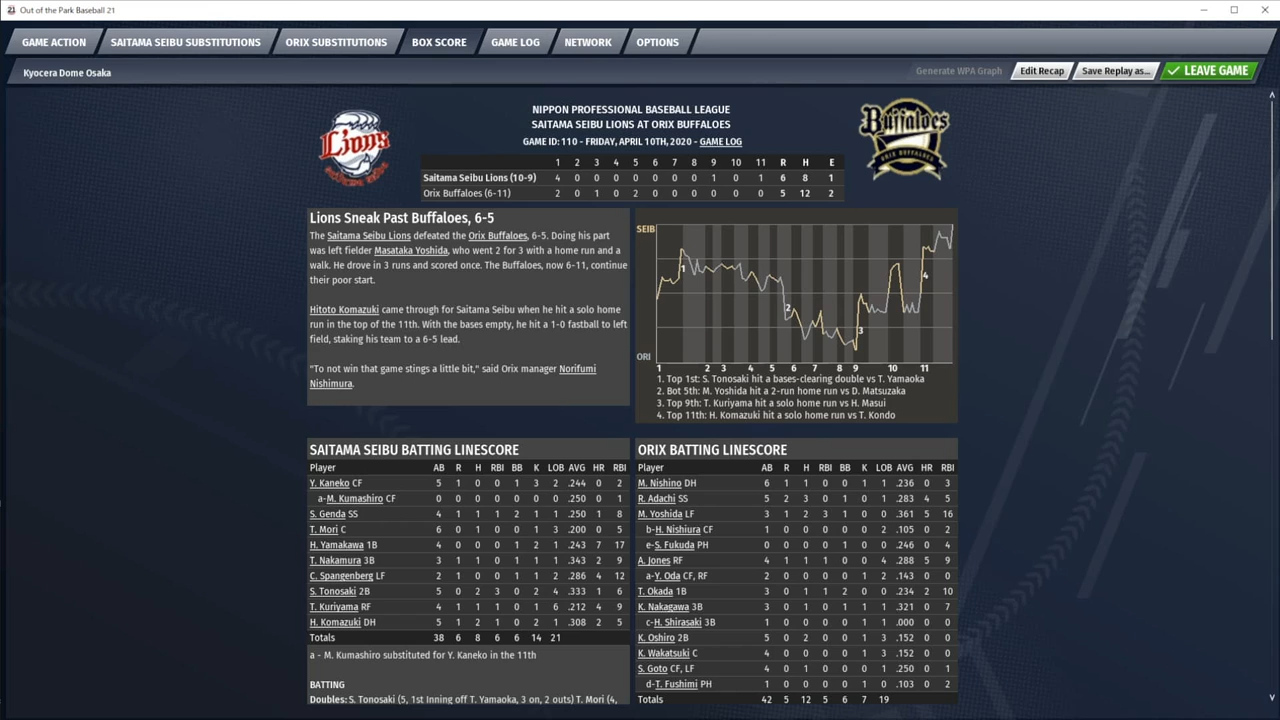 Out of the Park Baseball 21
GAME ACTION SAITAMA SEIBU SUBSTITUTIONS ORIX SUBSTITUTIONS BOX SCORE GAME LOG NETWORK OPTIONS
Kyocera Dome Osaka Generate WPA Graph Edit Recap Save Replay as... LEAVE GAME
Lions
Buffaloes
ORIX BUFFALOES
NIPPON PROFESSIONAL BASEBALL LEAGUE
SAITAMA SEIBU LIONS AT ORIX BUFFALOES
GAME ID: 110 - FRIDAY, APRIL 10TH, 2020 - GAME LOG
1 2 3 4 5 6 7 8 9 10 11 R H E
Saitama Seibu Lions (10-9) 4 0 0 0 0 0 0 0 1 0 1 6 8 1
Orix Buffaloes (6-11) 2 0 1 0 2 0 0 0 0 0 0 5 12 2
Lions Sneak Past Buffaloes, 6-5
The Saitama Seibu Lions defeated the Orix Buffaloes, 6-5. Doing his part
was left fielder Masataka Yoshida, who went 2 for 3 with a home run and a
walk. He drove in 3 runs and scored once. The Buffaloes, now 6-11, continue
their poor start.
Hitoto Komazuki came through for Saitama Seibu when he hit a solo home
run in the top of the 11th. With the bases empty, he hit a 1-0 fastball to left
field, staking his team to a 6-5 lead.
"To not win that game stings a little bit," said Orix manager Norifumi
Nishimura.
SEIB
1
2
3
4
ORI
1 2 3 4 5 6 7 8 9 10 11
1. Top 1st: S. Tonosaki hit a bases-clearing double vs T. Yamaoka
2. Bot 5th: M. Yoshida hit a 2-run home run vs D. Matsuzaka
3. Top 9th: T. Kuriyama hit a solo home run vs H. Masui
4. Top 11th: H. Komazuki hit a solo home run vs T. Kondo
SAITAMA SEIBU BATTING LINESCORE
Player AB R H RBI BB K LOB AVG HR RBI
Y. Kaneko CF 5 1 0 0 1 3 2 .244 0 2
a-M. Kumashiro CF 0 0 0 0 0 0 0 .250 0 1
S. Genda SS 4 1 1 1 2 1 1 .250 1 8
T. Mori C 6 0 1 0 0 1 3 .200 0 5
H. Yamakawa 1B 4 0 0 0 1 2 1 .243 7 17
T. Nakamura 3B 3 1 1 0 1 1 1 .343 2 9
C. Spangenberg LF 2 1 0 0 1 1 2 .286 4 12
S. Tonosaki 2B 5 0 2 3 0 2 4 .333 1 6
T. Kuriyama RF 4 1 1 1 0 1 6 .212 4 9
H. Komazuki DH 5 1 2 1 0 2 1 .308 2 5
Totals 38 6 8 6 6 14 21
a - M. Kumashiro substituted for Y. Kaneko in the 11th
BATTING
Doubles: S. Tonosaki (5, 1st Inning off T. Yamaoka, 3 on, 2 outs) T. Mori (4,
ORIX BATTING LINESCORE
Player AB R H RBI BB K LOB AVG HR RBI
M. Nishino DH 6 1 1 0 0 1 1 .236 0 3
R. Adachi SS 5 2 3 0 1 0 1 .283 4 5
M. Yoshida LF 3 1 2 3 1 0 0 .361 5 16
b-H. Nishiura CF 1 0 0 0 0 0 2 .105 0 2
e-S. Fukuda PH 0 0 0 0 1 0 0 .246 0 4
A. Jones RF 4 1 1 1 0 0 4 .288 5 9
a-Y. Oda CF, RF 2 0 0 0 0 1 2 .143 0 0
T. Okada 1B 3 0 1 1 2 0 0 .234 2 10
K. Nakagawa 3B 3 0 1 0 1 1 1 .321 0 7
c-H. Shirasaki 3B 1 0 0 0 0 1 1 .000 0 0
K. Oshiro 2B 5 0 2 0 0 1 3 .152 0 0
K. Wakatsuki C 4 0 0 0 0 1 3 .152 0 0
S. Goto CF, LF 4 0 1 0 0 0 1 .250 0 1
d-T. Fushimi PH 1 0 0 0 0 1 0 .103 0 2
Totals 42 5 12 5 6 7 19